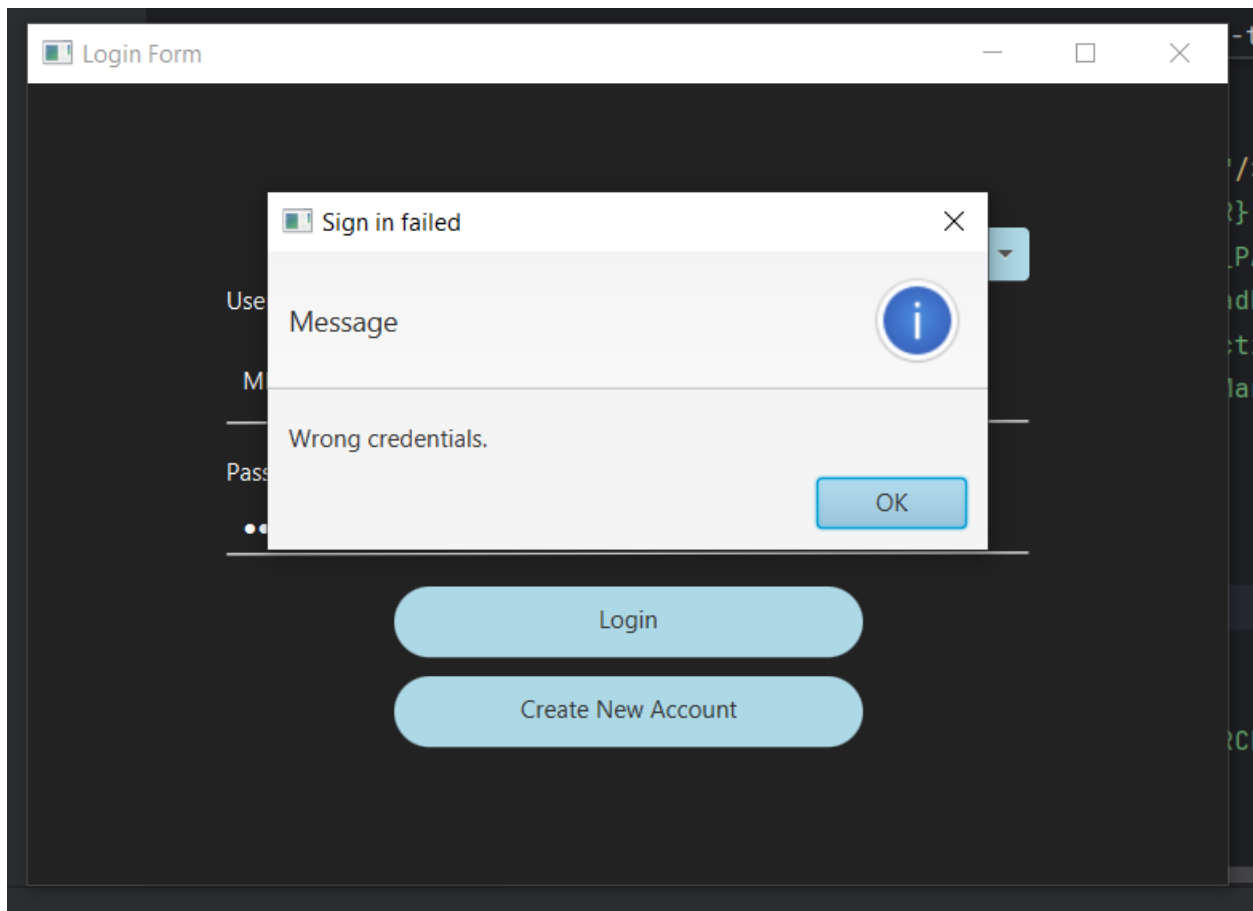 Login Form
Sign in failed
Message
Wrong credentials.
OK
Login
Create New Account